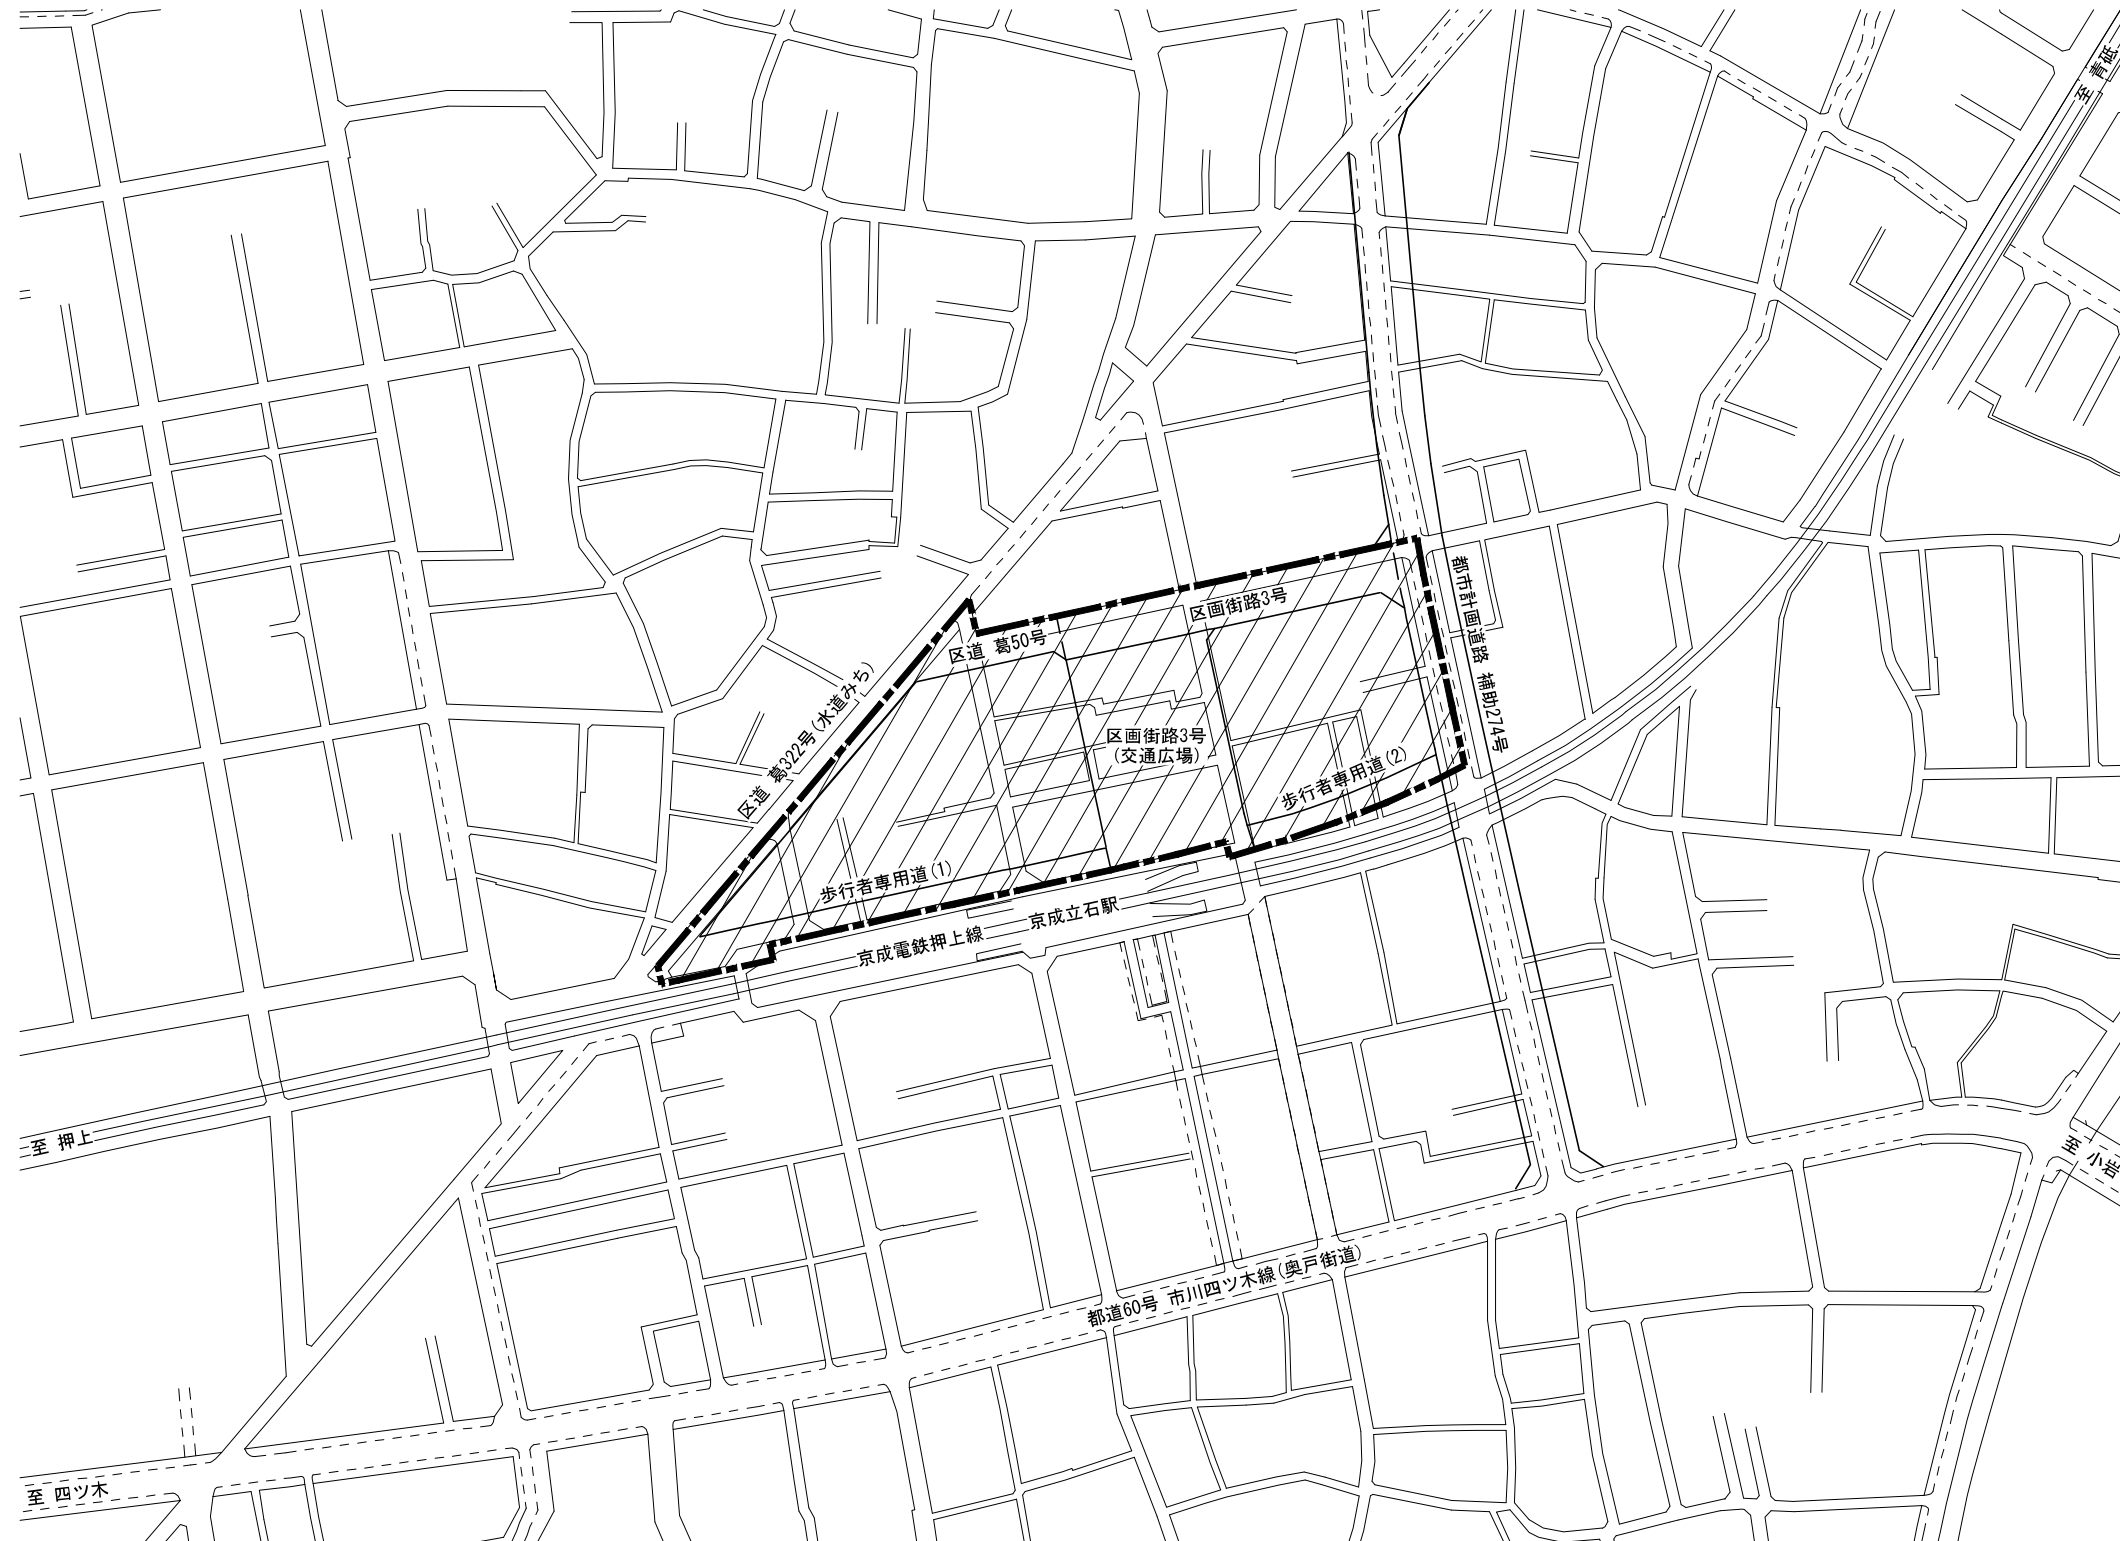 至 青砥
都市計画道路 補助274号
区画街路3号
区道 葛50号
区道 葛322号(水道みち)
区画街路3号
(交通広場)
歩行者専用道(2)
歩行者専用道(1)
京成立石駅
京成電鉄押上線
至 押上
至 小岩
都道60号 市川四ツ木線(奥戸街道)
至 四ツ木